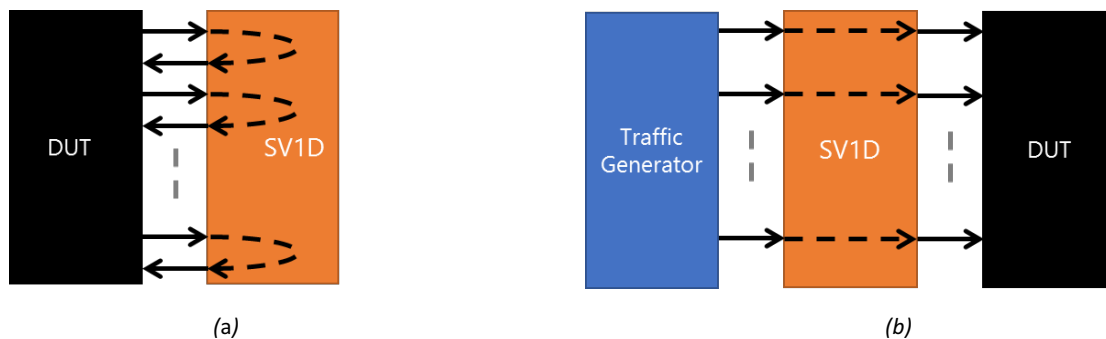 DUT
SV1D
(a)
Traffic
Generator
SV1D
DUT
(b)